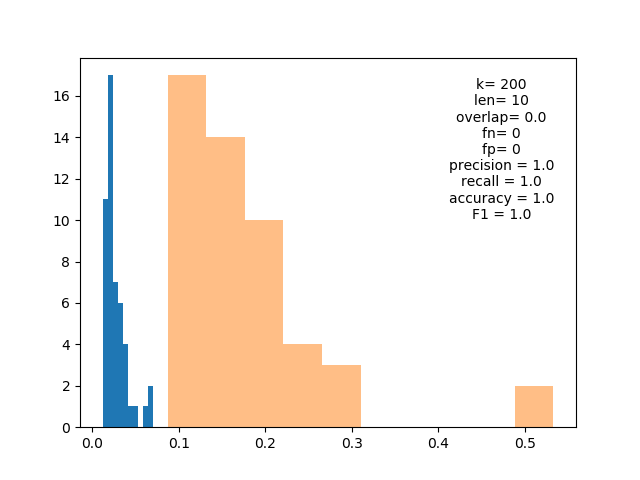 k= 200
len= 10
overlap= 0.0
fn= 0
fp= 0
precision = 1.0
recall = 1.0
accuracy = 1.0
F1 = 1.0
16
14
12
10
8
6
4
2
0
0.0 0.1 0.2 0.3 0.4 0.5